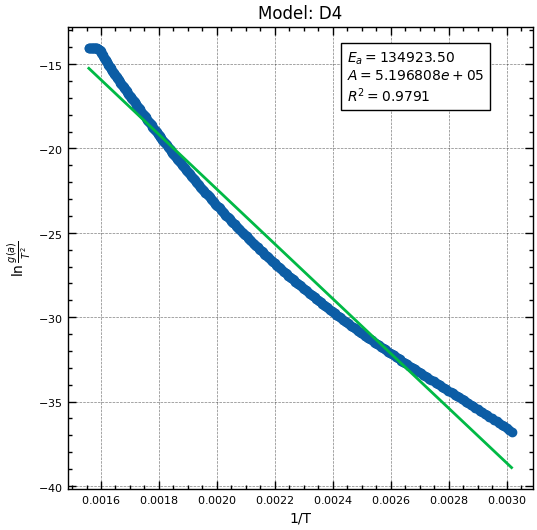 Model: D4
E_a = 134923.50
A = 5.196808e + 05
R^2 = 0.9791
−15
−20
−25
−30
−35
−40
ln g(a)/T^2
0.0016 0.0018 0.0020 0.0022 0.0024 0.0026 0.0028 0.0030
1/T